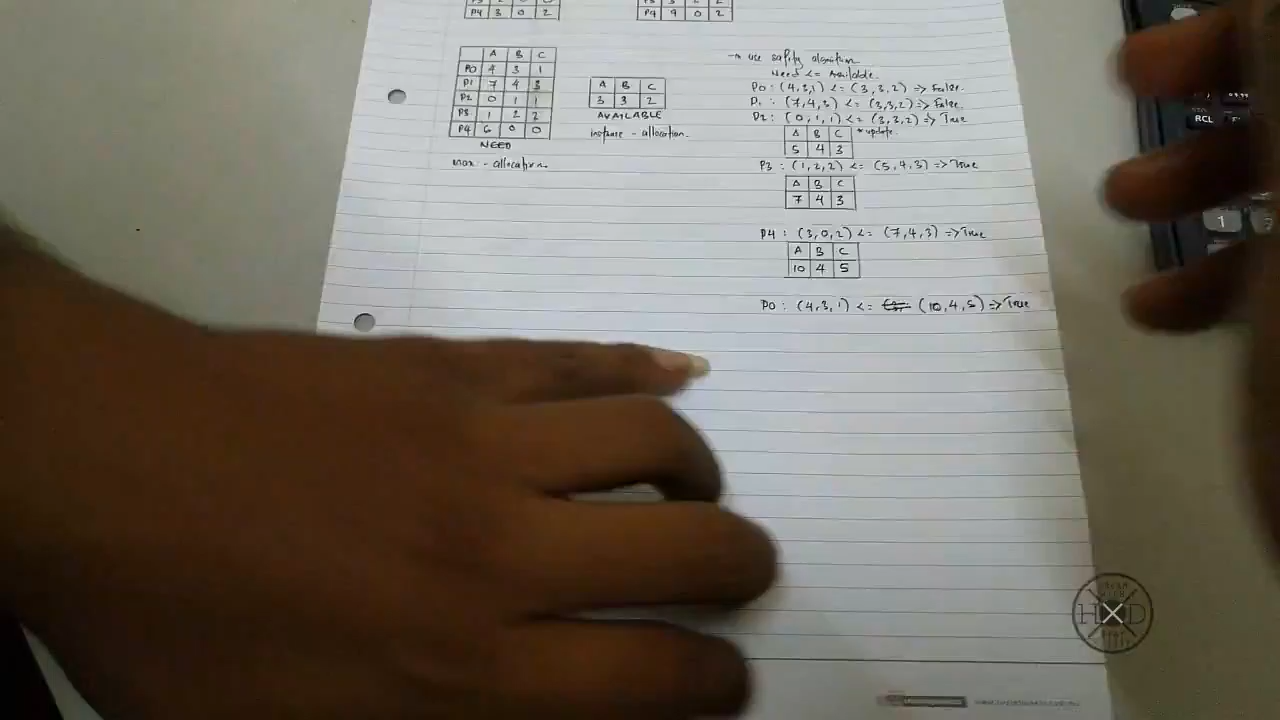 P4 3 0 2
P4 9 0 2
A B C
P0 4 3 1
P1 7 4 3
P2 0 1 1
P3 1 2 2
P4 6 0 0
NEED
max - allocation
A B C
3 3 2
AVAILABLE
instance - allocation.
→ use safity algorithm
Need <= Available.
P0 : (4,3,1) <= (3,3,2) => False.
P1 : (7,4,3) <= (3,3,2) => False.
P2 : (0,1,1) <= (3,3,2) => True
A B C * update.
5 4 3
P3 : (1,2,2) <= (5,4,3) => True
A B C
7 4 3
P4 : (3,0,2) <= (7,4,3) => True
A B C
10 4 5
P0 : (4,3,1) <= (10,4,5) => True
RCL
1
H D